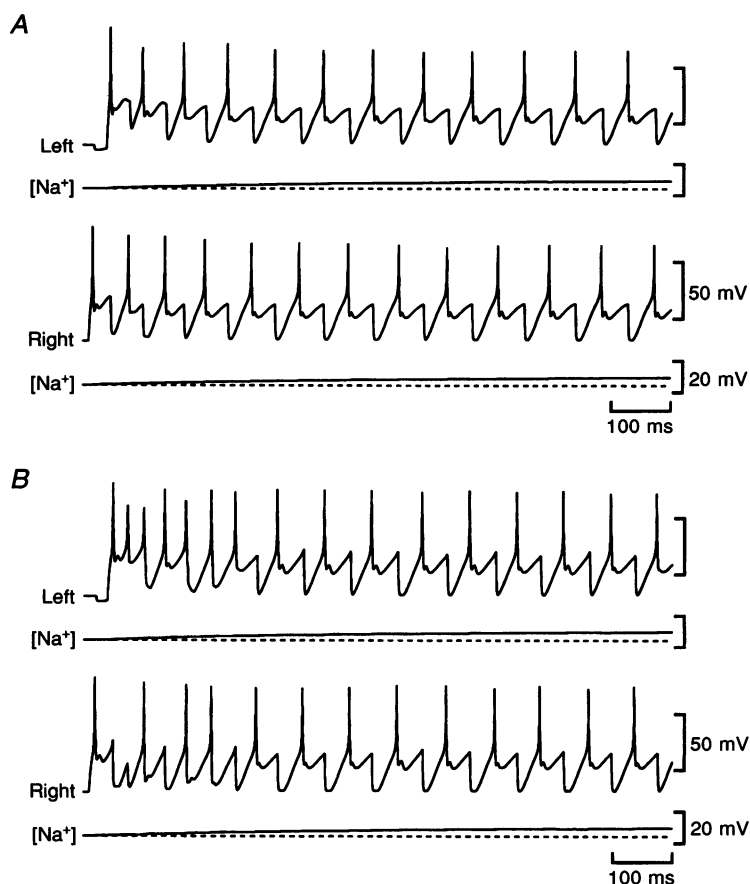 A
Left
[Na⁺]
50 mV
Right
[Na⁺]
20 mV
100 ms
B
Left
[Na⁺]
50 mV
Right
[Na⁺]
20 mV
100 ms